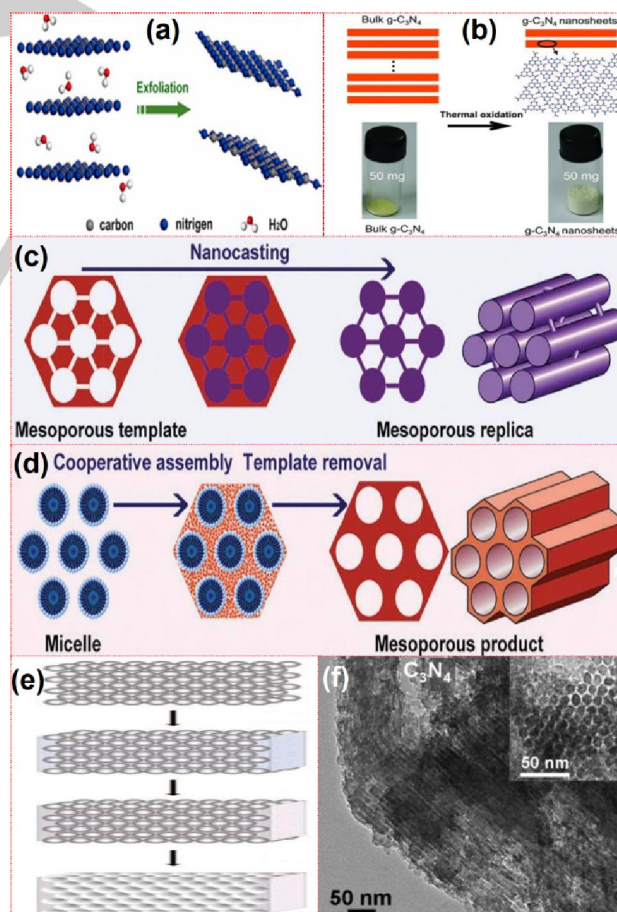 (a)
Exfoliation
carbon nitrogen H2O
Bulk g-C3N4
g-C3N4 nanosheets
(b)
Thermal oxidation
50 mg
50 mg
Bulk g-C3N4
g-C3N4 nanosheets
(c)
Nanocasting
Mesoporous template
Mesoporous replica
(d)
Cooperative assembly Template removal
Micelle
Mesoporous product
(e)
(f)
C3N4
50 nm
50 nm